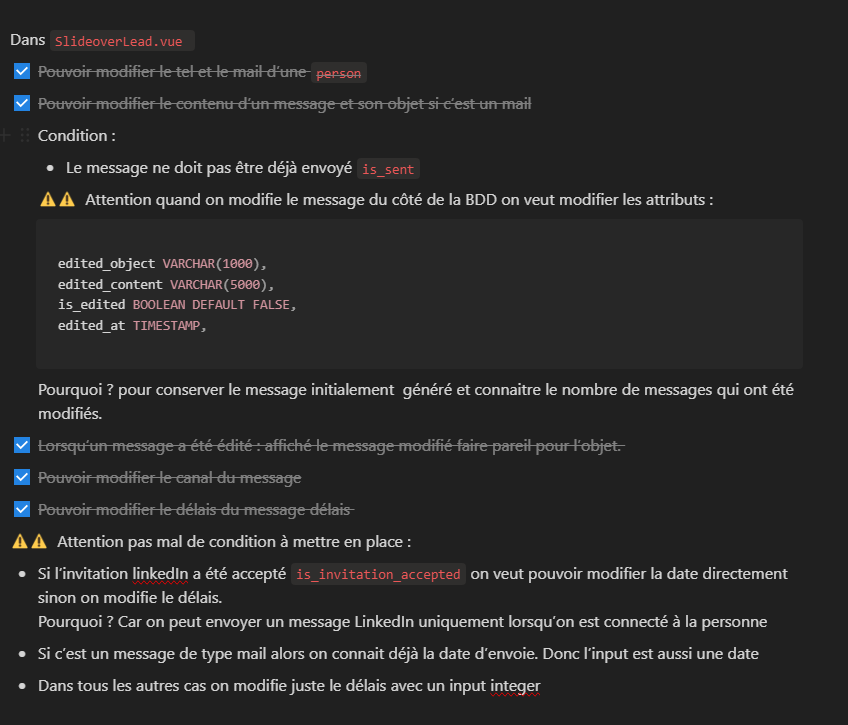 Dans SlideoverLead.vue
Pouvoir modifier le tel et le mail d’une person
Pouvoir modifier le contenu d’un message et son objet si c’est un mail
Condition :
• Le message ne doit pas être déjà envoyé is_sent
⚠️⚠️ Attention quand on modifie le message du côté de la BDD on veut modifier les attributs :
edited_object VARCHAR(1000),
edited_content VARCHAR(5000),
is_edited BOOLEAN DEFAULT FALSE,
edited_at TIMESTAMP,
Pourquoi ? pour conserver le message initialement généré et connaitre le nombre de messages qui ont été
modifiés.
Lorsqu’un message a été édité : affiché le message modifié faire pareil pour l’objet.
Pouvoir modifier le canal du message
Pouvoir modifier le délais du message délais
⚠️⚠️ Attention pas mal de condition à mettre en place :
• Si l’invitation linkedIn a été accepté is_invitation_accepted on veut pouvoir modifier la date directement
sinon on modifie le délais.
Pourquoi ? Car on peut envoyer un message LinkedIn uniquement lorsqu’on est connecté à la personne
• Si c’est un message de type mail alors on connait déjà la date d’envoie. Donc l’input est aussi une date
• Dans tous les autres cas on modifie juste le délais avec un input integer